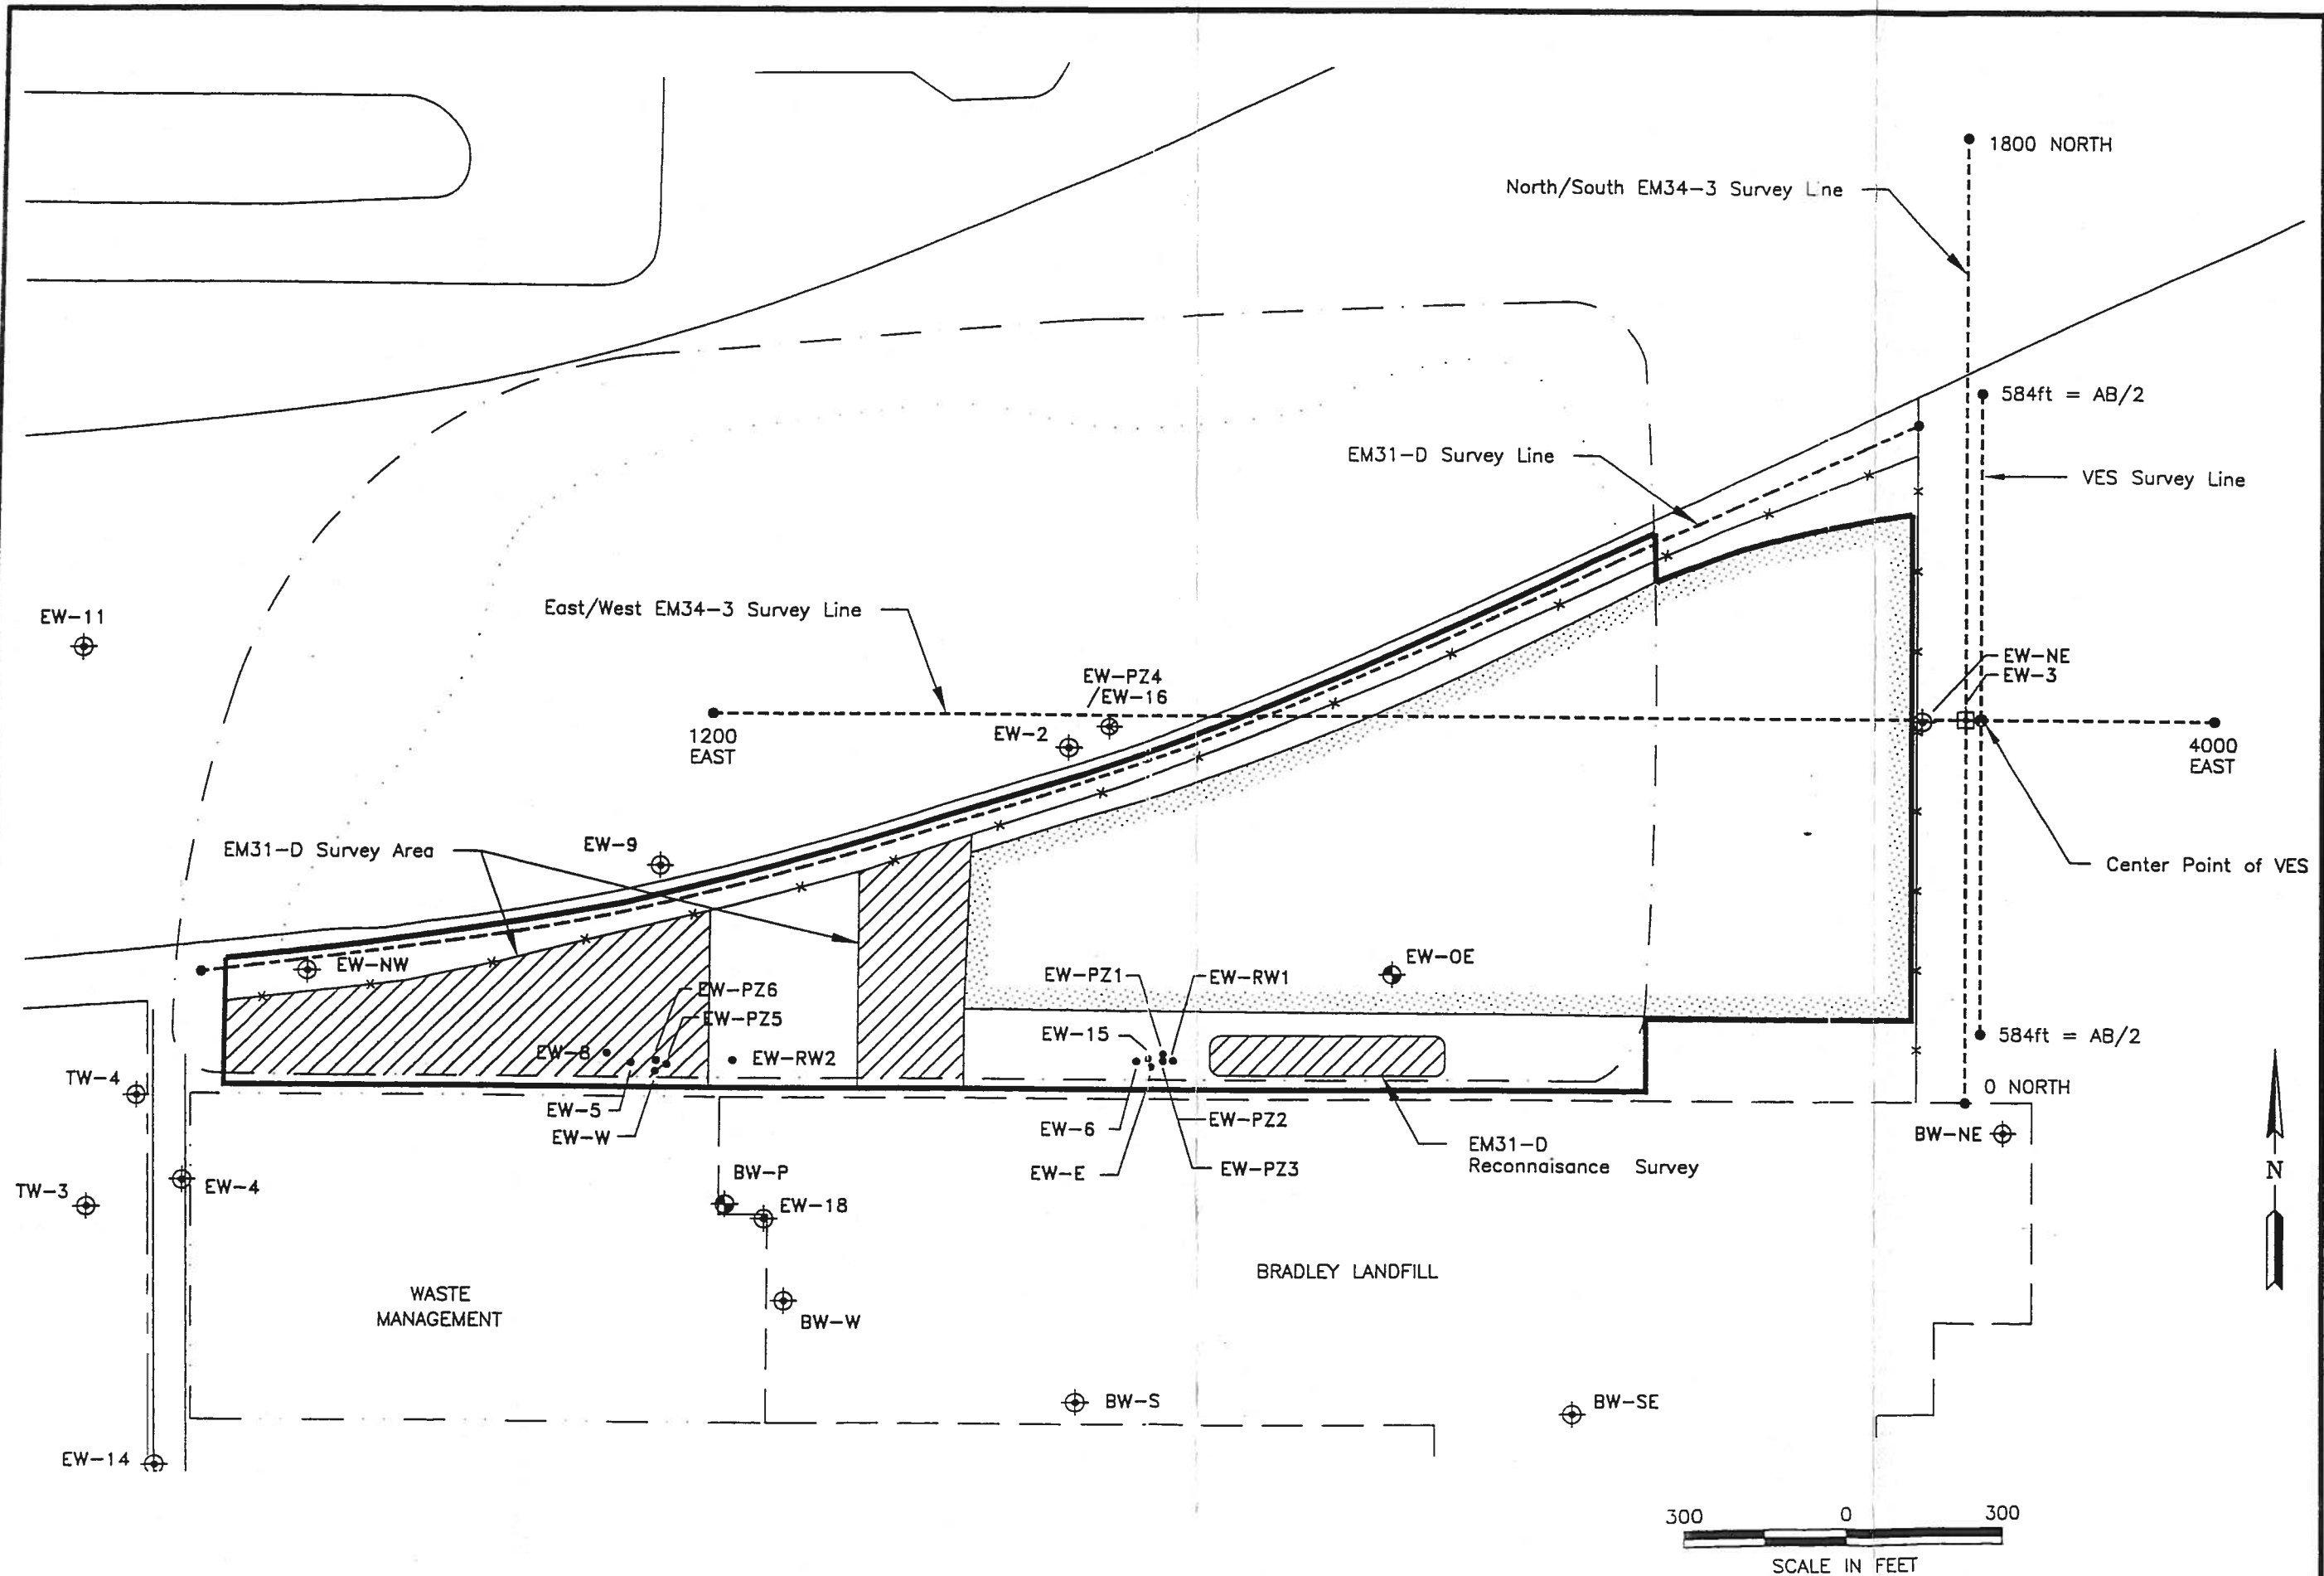 1800 NORTH
North/South EM34-3 Survey Line
584ft = AB/2
EM31-D Survey Line
VES Survey Line
East/West EM34-3 Survey Line
EW-11
EW-PZ4
/EW-16
EW-2
EW-NE
EW-3
1200
EAST
4000
EAST
EM31-D Survey Area
EW-9
Center Point of VES
EW-NW
EW-OE
EW-PZ1
EW-RW1
EW-PZ6
EW-PZ5
EW-15
EW-8
EW-RW2
584ft = AB/2
TW-4
0 NORTH
EW-5
EW-W
EW-6
EW-PZ2
EW-E
EW-PZ3
EM31-D
Reconnaisance Survey
BW-NE
N
TW-3
EW-4
BW-P
EW-18
BRADLEY LANDFILL
WASTE
MANAGEMENT
BW-W
BW-S
BW-SE
EW-14
300 0 300
SCALE IN FEET